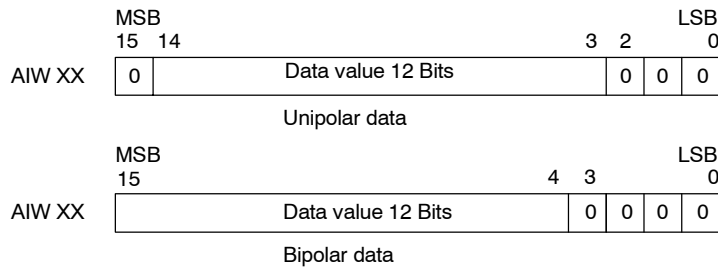 MSB LSB
15 14 3 2 0
AIW XX 0 Data value 12 Bits 0 0 0
Unipolar data
MSB LSB
15 4 3 0
AIW XX Data value 12 Bits 0 0 0 0
Bipolar data